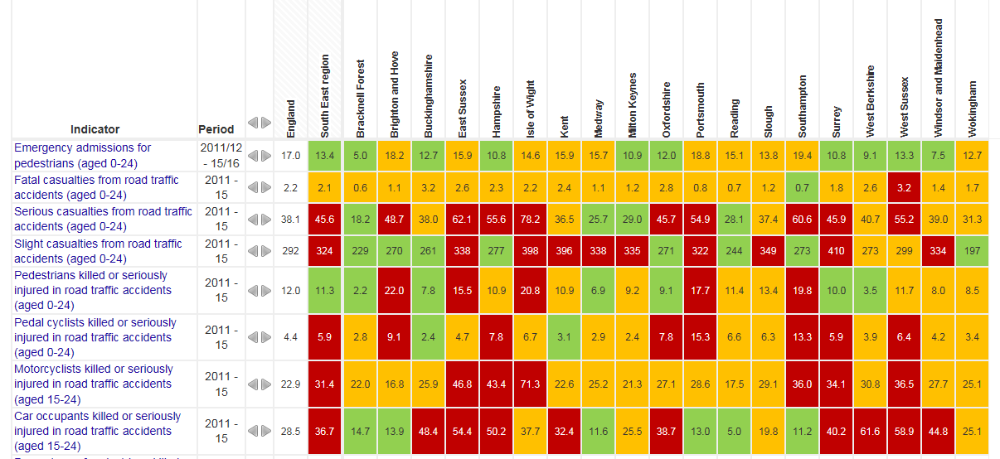 Indicator Period England South East region Bracknell Forest Brighton and Hove Buckinghamshire East Sussex Hampshire Isle of Wight Kent Medway Milton Keynes Oxfordshire Portsmouth Reading Slough Southampton Surrey West Berkshire West Sussex Windsor and Maidenhead Wokingham
Emergency admissions for 2011/12
pedestrians (aged 0-24) - 15/16 17.0 13.4 5.0 18.2 12.7 15.9 10.8 14.6 15.9 15.7 10.9 12.0 18.8 15.1 13.8 19.4 10.8 9.1 13.3 7.5 12.7
Fatal casualties from road traffic 2011 -
accidents (aged 0-24) 15 2.2 2.1 0.6 1.1 3.2 2.6 2.3 2.2 2.4 1.1 1.2 2.8 0.8 0.7 1.2 0.7 1.8 2.6 3.2 1.4 1.7
Serious casualties from road traffic 2011 -
accidents (aged 0-24) 15 38.1 45.6 18.2 48.7 38.0 62.1 55.6 78.2 36.5 25.7 29.0 45.7 54.9 28.1 37.4 60.6 45.9 40.7 55.2 39.0 31.3
Slight casualties from road traffic 2011 -
accidents (aged 0-24) 15 292 324 229 270 261 338 277 398 396 338 335 271 322 244 349 273 410 273 299 334 197
Pedestrians killed or seriously
injured in road traffic accidents 2011 - 15 12.0 11.3 2.2 22.0 7.8 15.5 10.9 20.8 10.9 6.9 9.2 9.1 17.7 11.4 13.4 19.8 10.0 3.5 11.7 8.0 8.5
(aged 0-24)
Pedal cyclists killed or seriously
injured in road traffic accidents 2011 - 15 4.4 5.9 2.8 9.1 2.4 4.7 7.8 6.7 3.1 2.9 2.4 7.8 15.3 6.6 6.3 13.3 5.9 3.9 6.4 4.2 3.4
(aged 0-24)
Motorcyclists killed or seriously
injured in road traffic accidents 2011 - 15 22.9 31.4 22.0 16.8 25.9 46.8 43.4 71.3 22.6 25.2 21.3 27.1 28.6 17.5 29.1 36.0 34.1 30.8 36.5 27.7 25.1
(aged 15-24)
Car occupants killed or seriously
injured in road traffic accidents 2011 - 15 28.5 36.7 14.7 13.9 48.4 54.4 50.2 37.7 32.4 11.6 25.5 38.7 13.0 5.0 19.8 11.2 40.2 61.6 58.9 44.8 25.1
(aged 15-24)